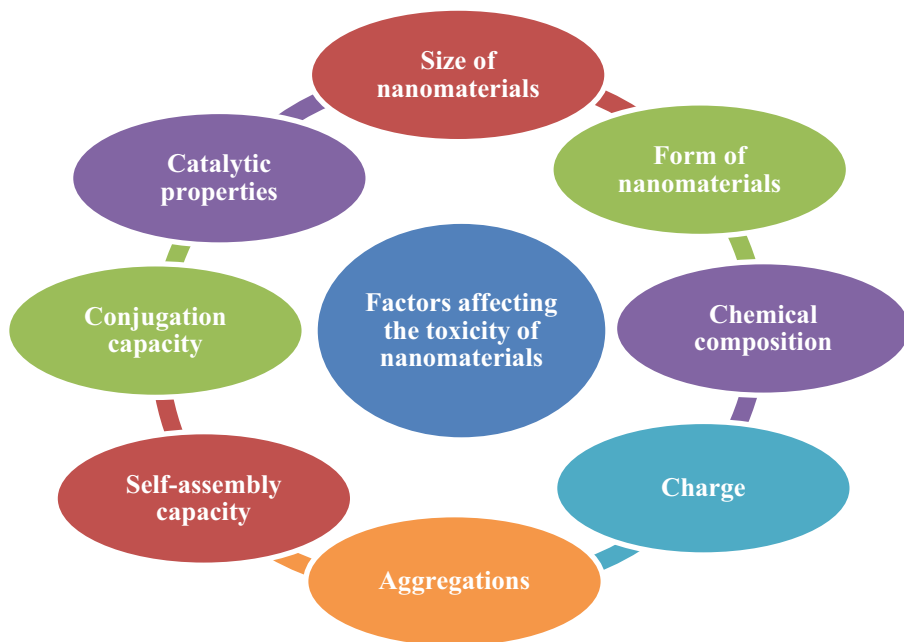 Size of
nanomaterials
Form of
nanomaterials
Chemical
composition
Charge
Aggregations
Self-assembly
capacity
Conjugation
capacity
Catalytic
properties
Factors affecting
the toxicity of
nanomaterials